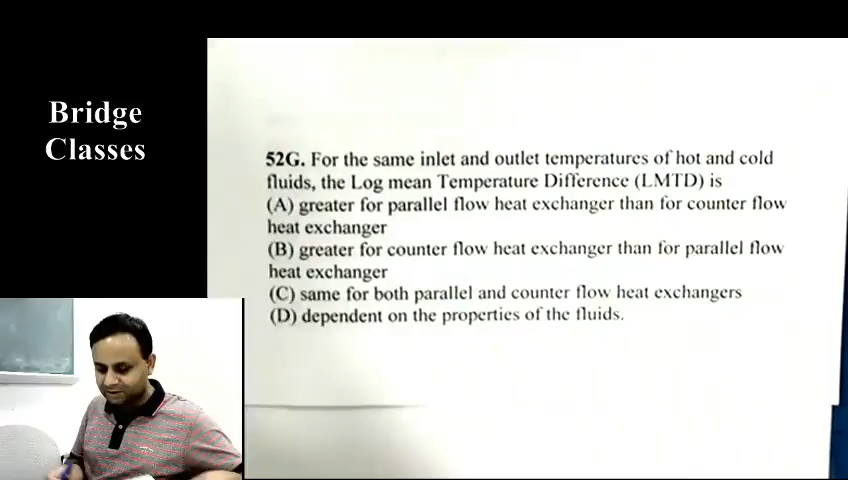 Bridge
Classes
52G. For the same inlet and outlet temperatures of hot and cold
fluids, the Log mean Temperature Difference (LMTD) is
(A) greater for parallel flow heat exchanger than for counter flow
heat exchanger
(B) greater for counter flow heat exchanger than for parallel flow
heat exchanger
(C) same for both parallel and counter flow heat exchangers
(D) dependent on the properties of the fluids.